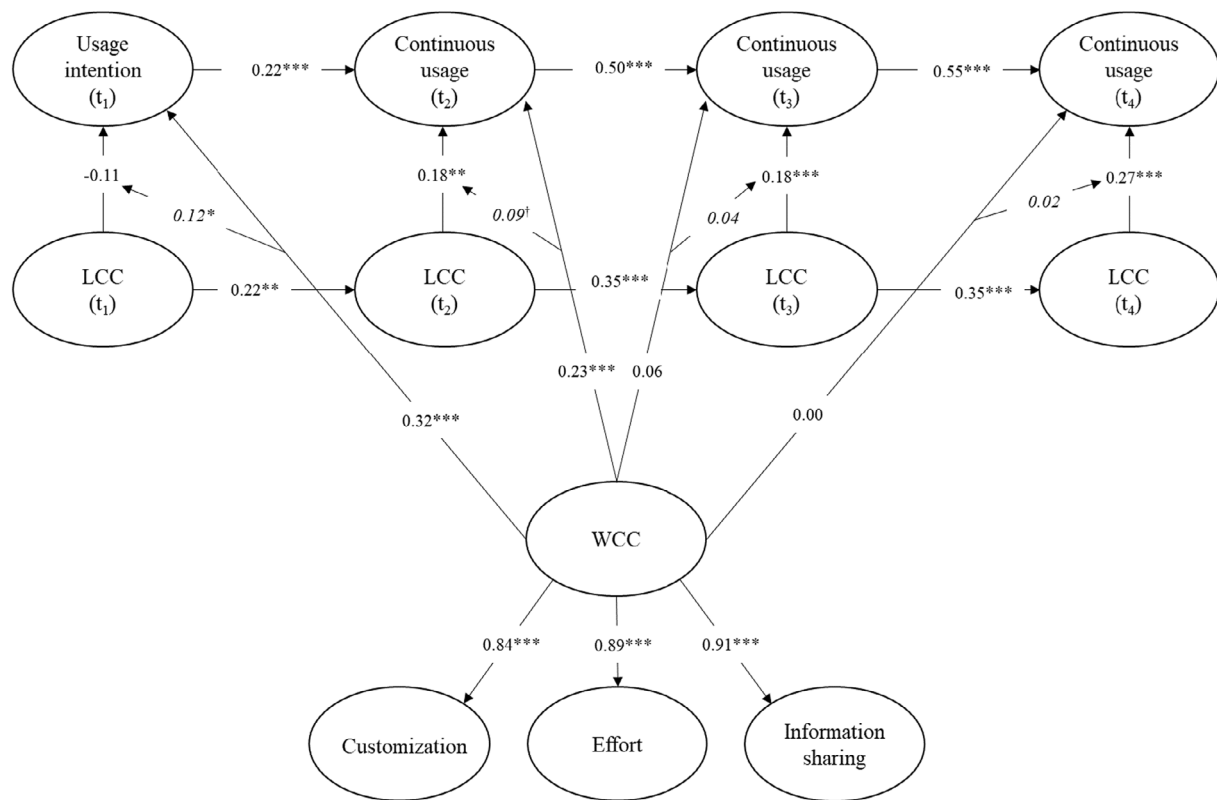 Usage
intention
(t₁)
0.22***
Continuous
usage
(t₂)
0.50***
Continuous
usage
(t₃)
0.55***
Continuous
usage
(t₄)
-0.11
0.18**
0.18***
0.27***
0.12*
0.09†
0.04
0.02
LCC
(t₁)
0.22**
LCC
(t₂)
0.35***
LCC
(t₃)
0.35***
LCC
(t₄)
0.32***
0.23***
0.06
0.00
WCC
0.84***
0.89***
0.91***
Customization
Effort
Information
sharing